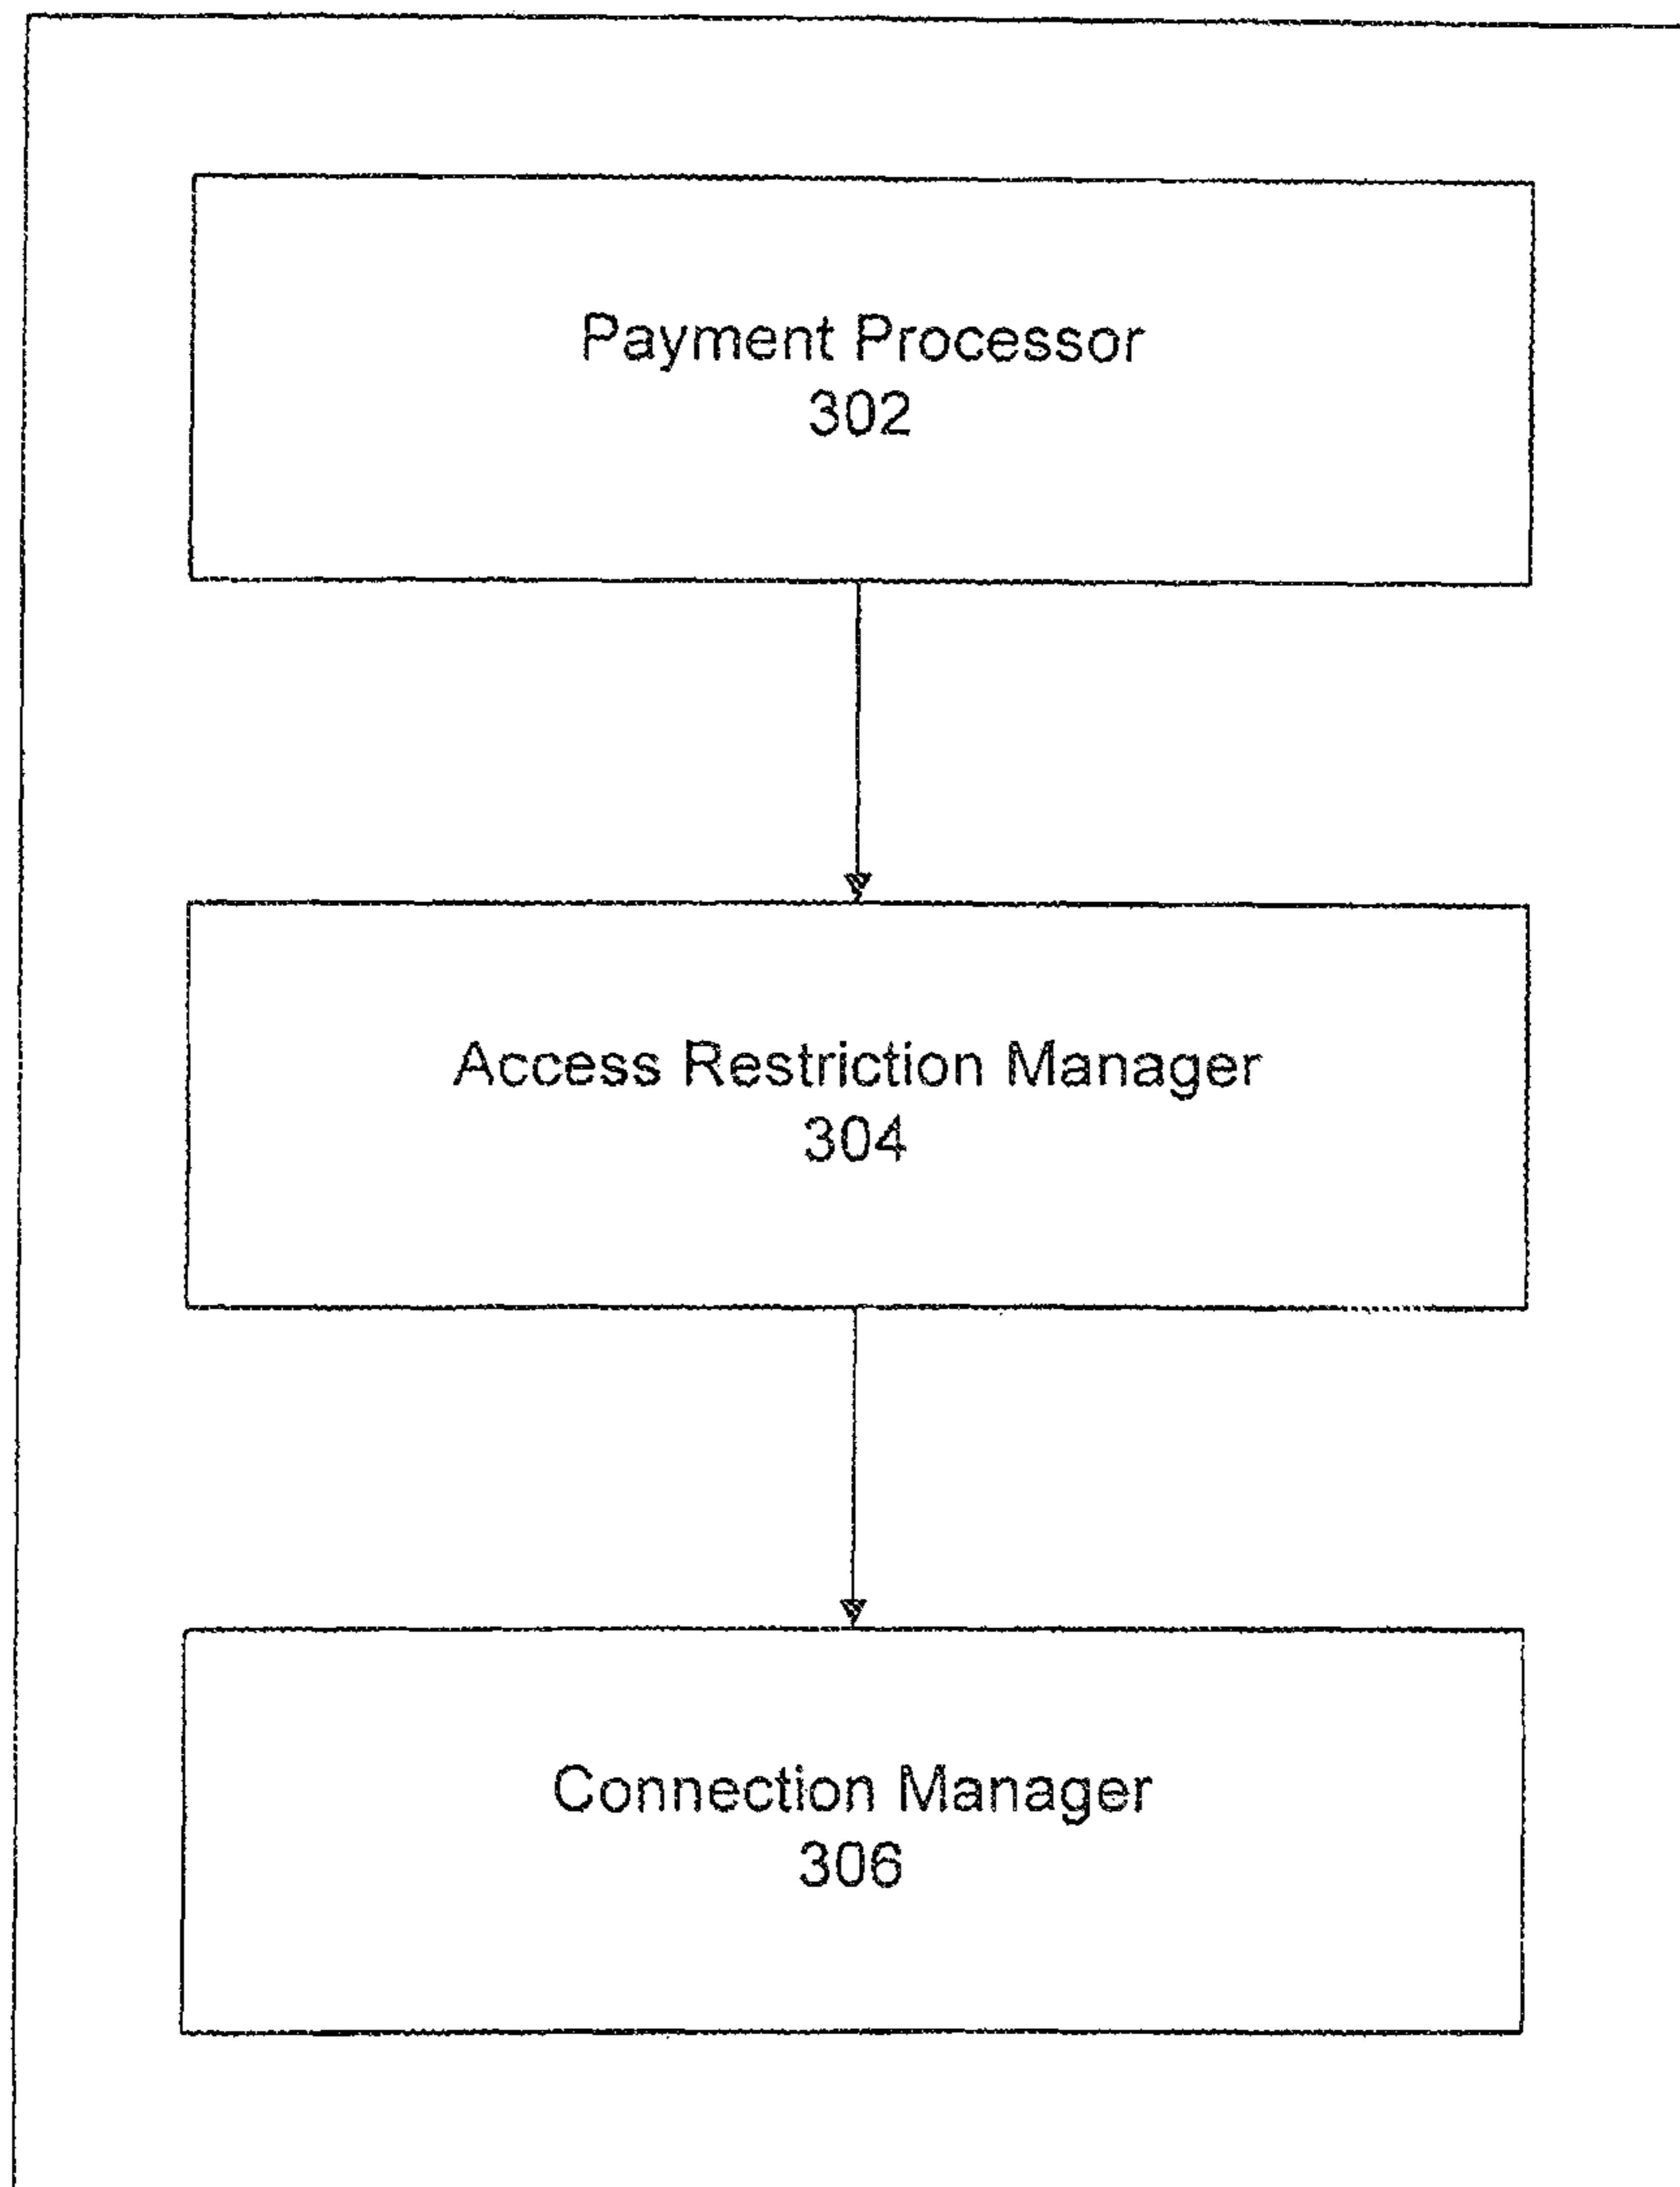 Payment Processor
302
Access Restriction Manager
304
Connection Manager
306